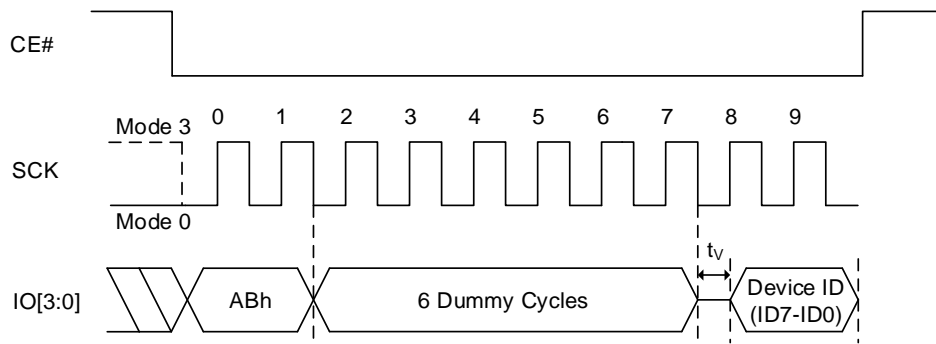 CE#
Mode 3
0 1 2 3 4 5 6 7 8 9
SCK
Mode 0
tV
IO[3:0]
ABh
6 Dummy Cycles
Device ID
(ID7-ID0)